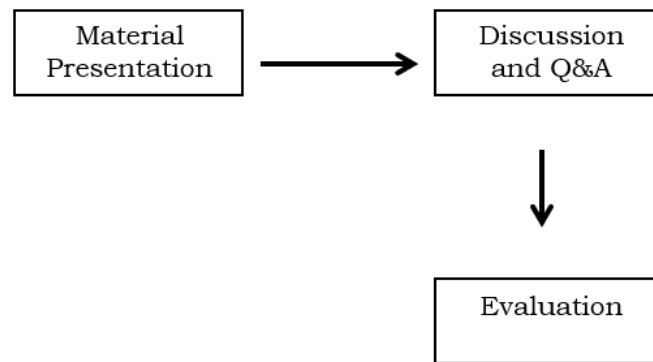 Material
Presentation
Discussion
and Q&A
Evaluation